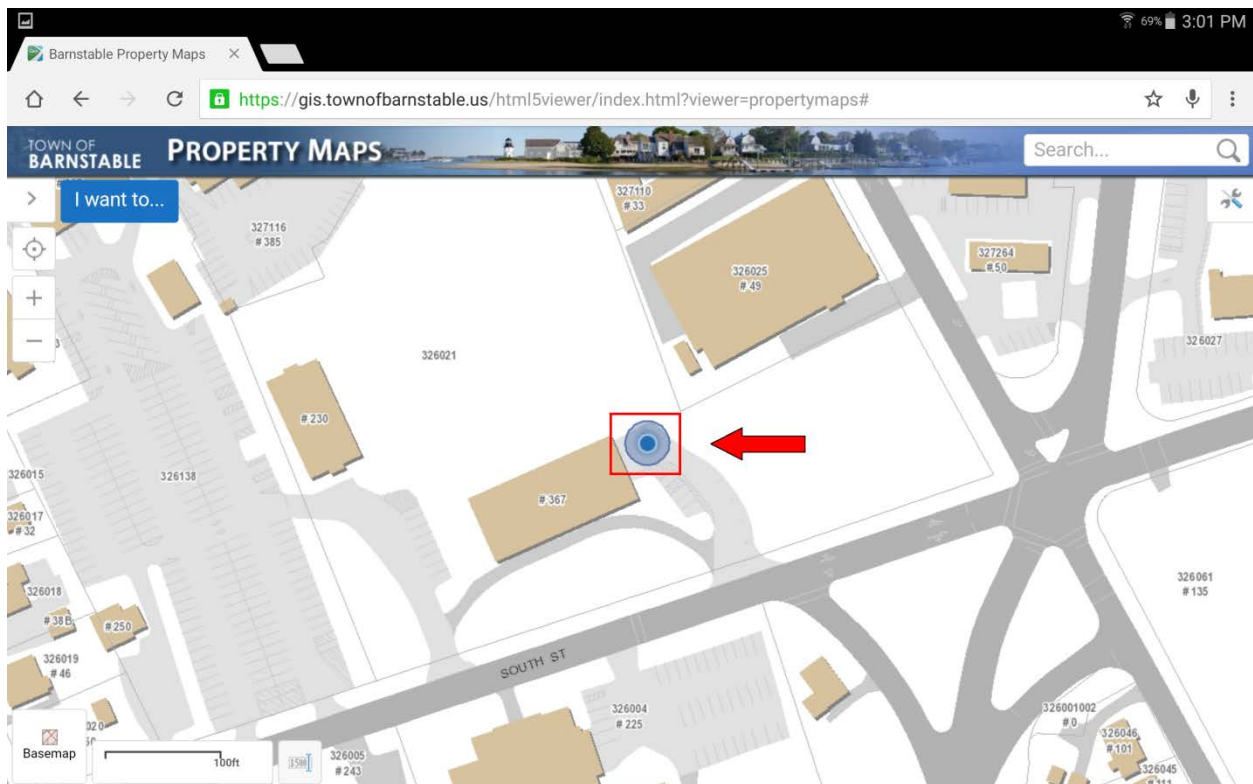 69% 3:01 PM
Barnstable Property Maps
https://gis.townofbarnstable.us/html5viewer/index.html?viewer=propertymaps#
TOWN OF
BARNSTABLE
PROPERTY MAPS
Search...
I want to...
327110
# 33
327116
# 385
327264
# 50
326025
# 49
326027
326021
# 230
326015
326138
# 367
326017
# 32
326018
# 38B
# 250
326061
# 135
326019
# 46
SOUTH ST
326004
# 225
326001002
# 0
326046
# 101
Basemap
100ft
326005
# 243
326045
# 111